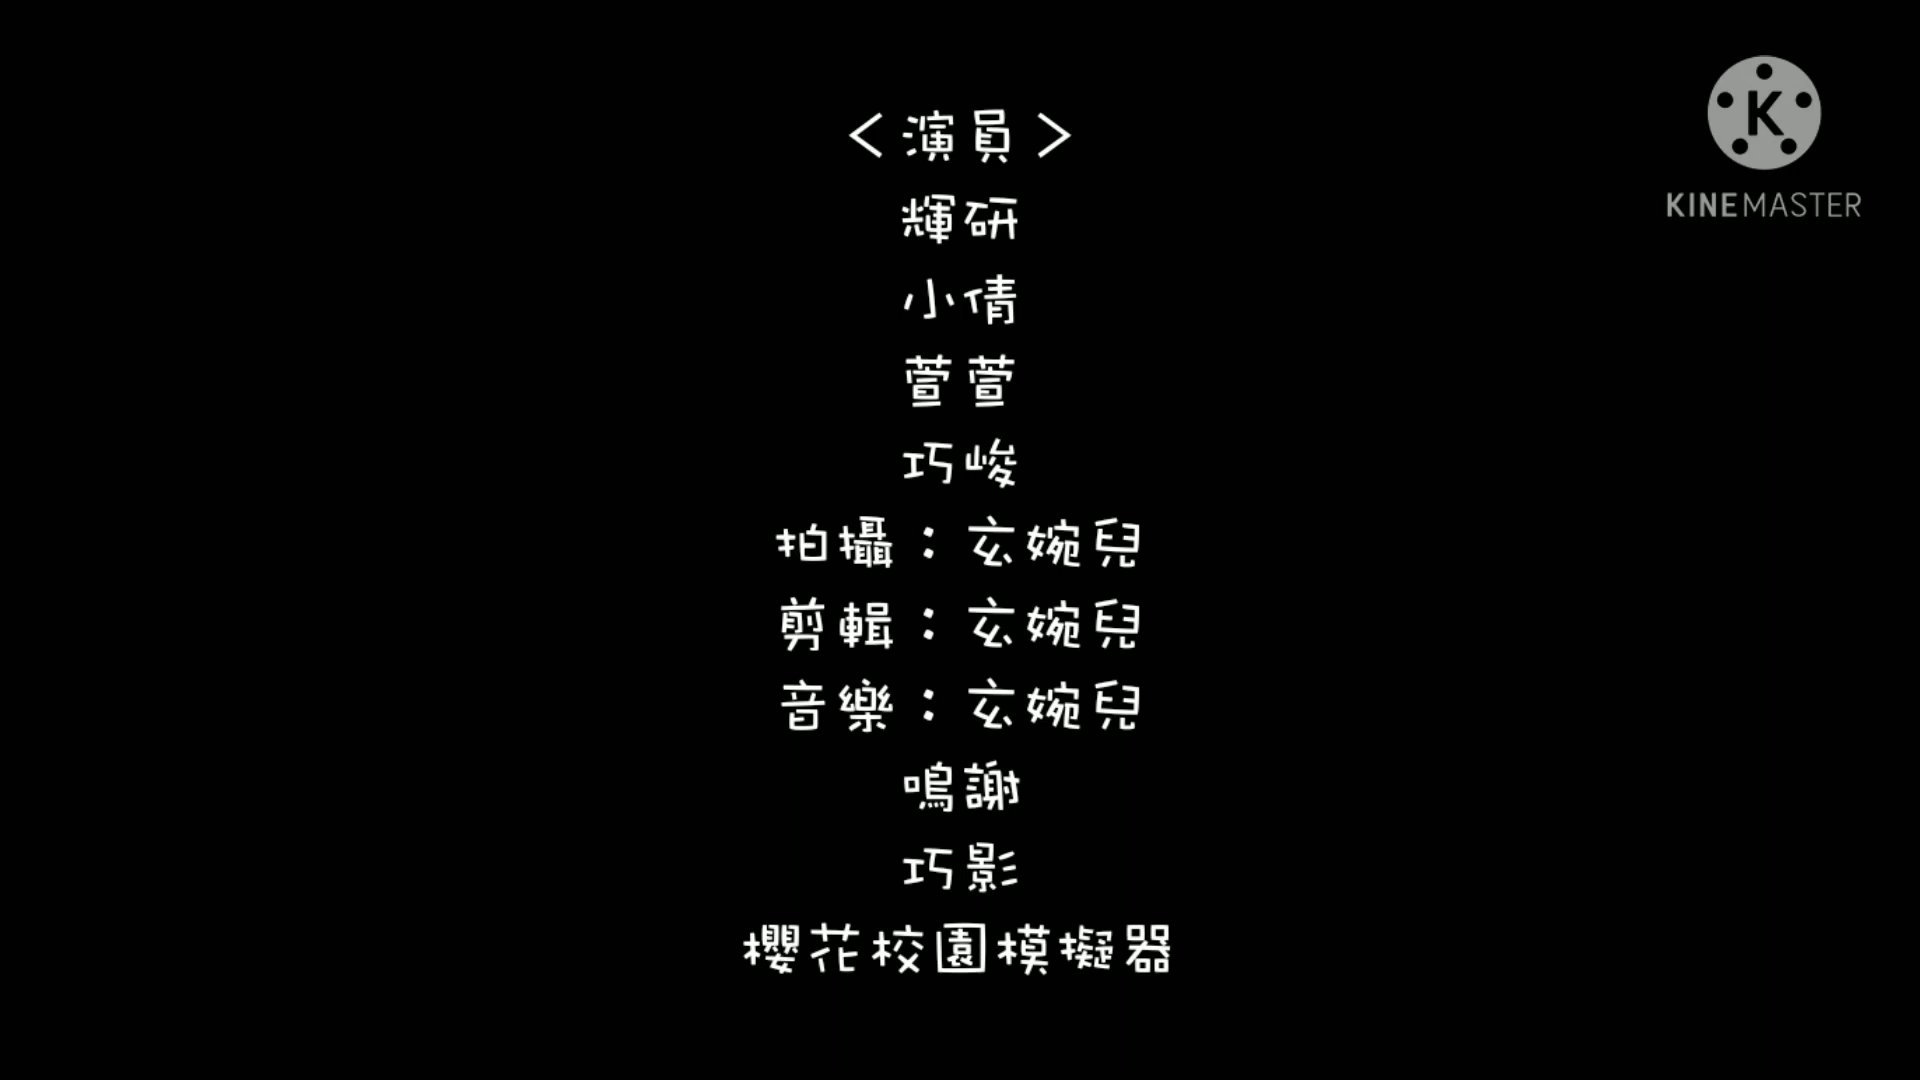 ＜演員＞
輝研
小倩
萱萱
巧峻
拍攝：玄婉兒
剪輯：玄婉兒
音樂：玄婉兒
鳴謝
巧影
櫻花校園模擬器
K
KINEMASTER